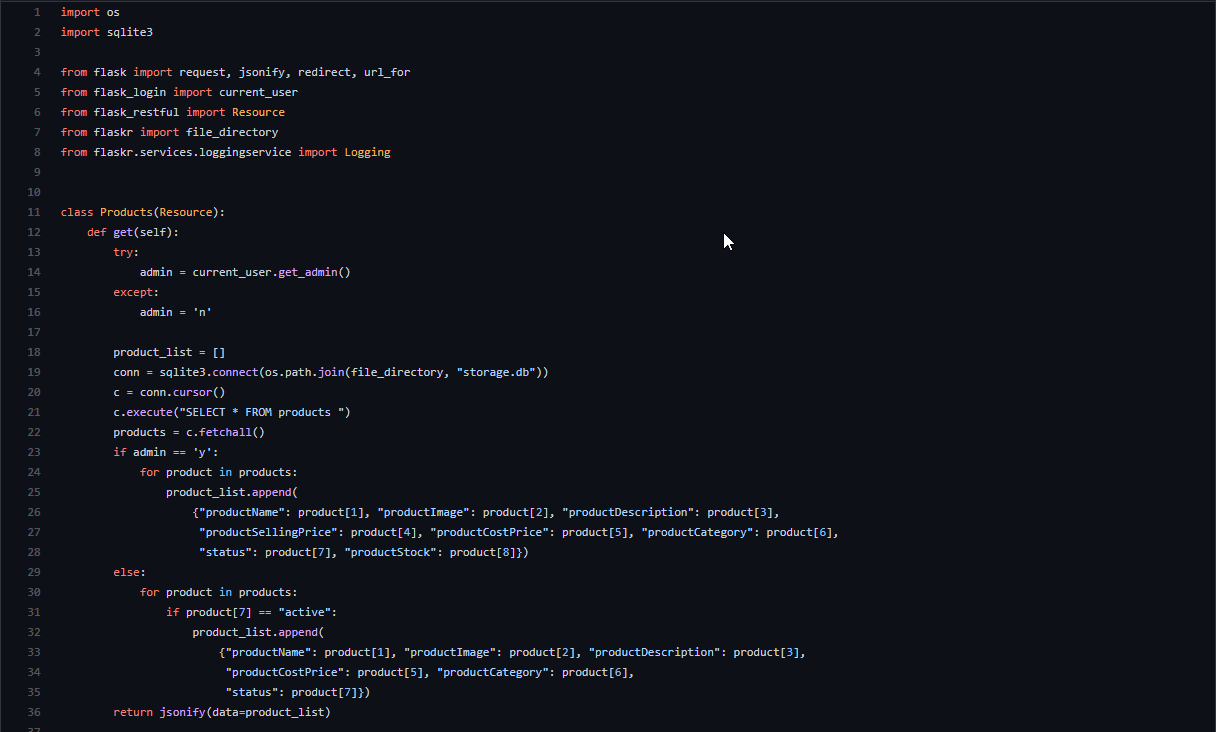 1 import os
2 import sqlite3
3
4 from flask import request, jsonify, redirect, url_for
5 from flask_login import current_user
6 from flask_restful import Resource
7 from flaskr import file_directory
8 from flaskr.services.loggingservice import Logging
9
10
11 class Products(Resource):
12     def get(self):
13         try:
14             admin = current_user.get_admin()
15         except:
16             admin = 'n'
17
18         product_list = []
19         conn = sqlite3.connect(os.path.join(file_directory, "storage.db"))
20         c = conn.cursor()
21         c.execute("SELECT * FROM products ")
22         products = c.fetchall()
23         if admin == 'y':
24             for product in products:
25                 product_list.append(
26                     {"productName": product[1], "productImage": product[2], "productDescription": product[3],
27                      "productSellingPrice": product[4], "productCostPrice": product[5], "productCategory": product[6],
28                      "status": product[7], "productStock": product[8]})
29         else:
30             for product in products:
31                 if product[7] == "active":
32                     product_list.append(
33                         {"productName": product[1], "productImage": product[2], "productDescription": product[3],
34                          "productCostPrice": product[5], "productCategory": product[6],
35                          "status": product[7]})
36         return jsonify(data=product_list)
37